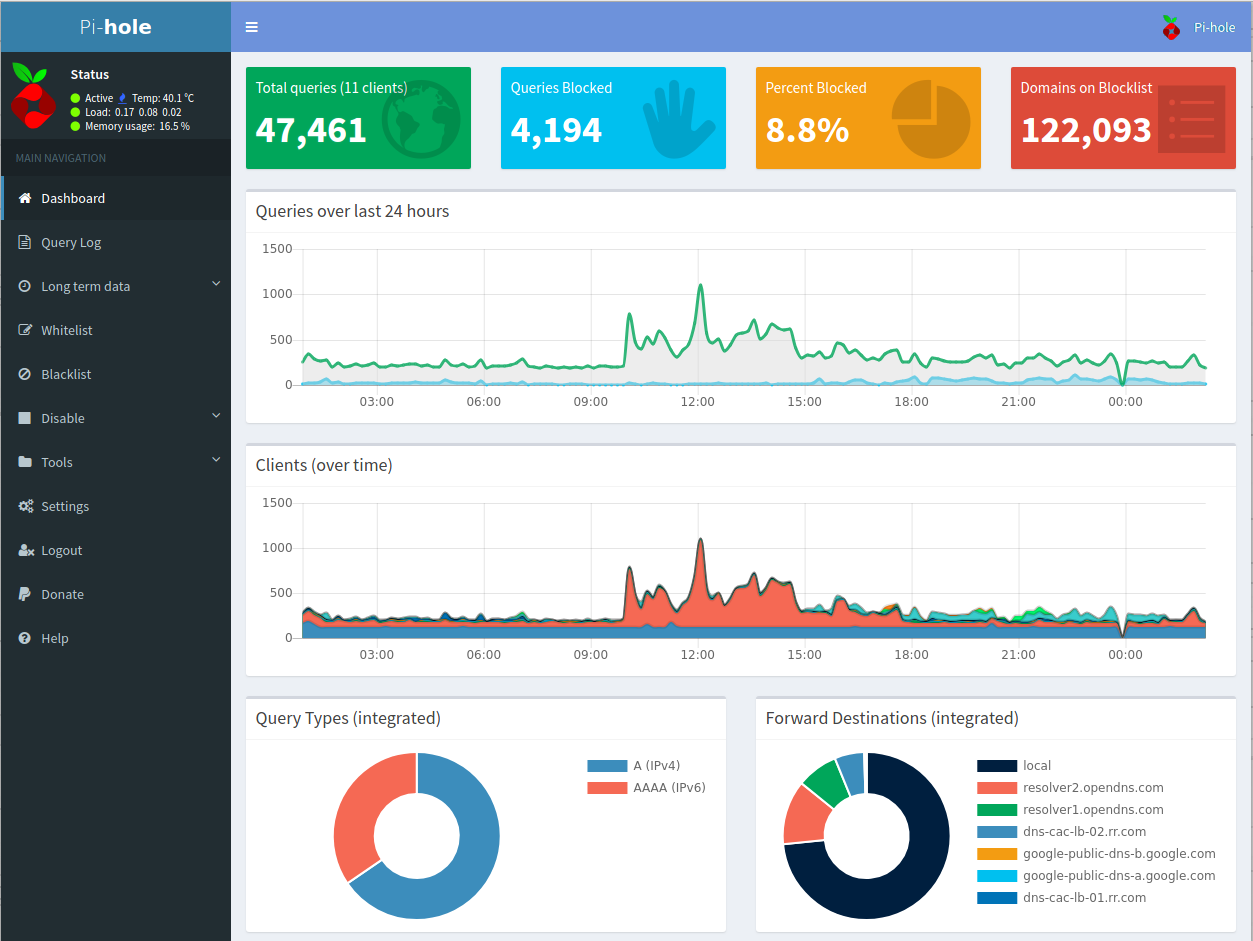 Pi-hole
Pi-hole
Status
Active Temp: 40.1 °C
Load: 0.17 0.08 0.02
Memory usage: 16.5 %
MAIN NAVIGATION
Dashboard
Query Log
Long term data
Whitelist
Blacklist
Disable
Tools
Settings
Logout
Donate
Help
Total queries (11 clients)
47,461
Queries Blocked
4,194
Percent Blocked
8.8%
Domains on Blocklist
122,093
Queries over last 24 hours
1500
1000
500
0
03:00 06:00 09:00 12:00 15:00 18:00 21:00 00:00
Clients (over time)
1500
1000
500
0
03:00 06:00 09:00 12:00 15:00 18:00 21:00 00:00
Query Types (integrated)
A (IPv4)
AAAA (IPv6)
Forward Destinations (integrated)
local
resolver2.opendns.com
resolver1.opendns.com
dns-cac-lb-02.rr.com
google-public-dns-b.google.com
google-public-dns-a.google.com
dns-cac-lb-01.rr.com